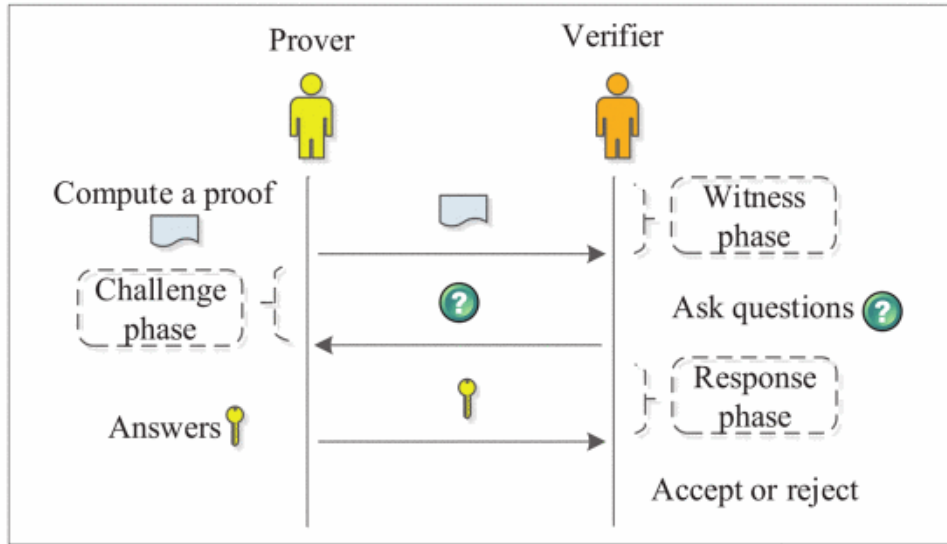 Prover
Verifier
Compute a proof
Witness
phase
Challenge
phase
?
Ask questions ?
Response
phase
Answers
Accept or reject